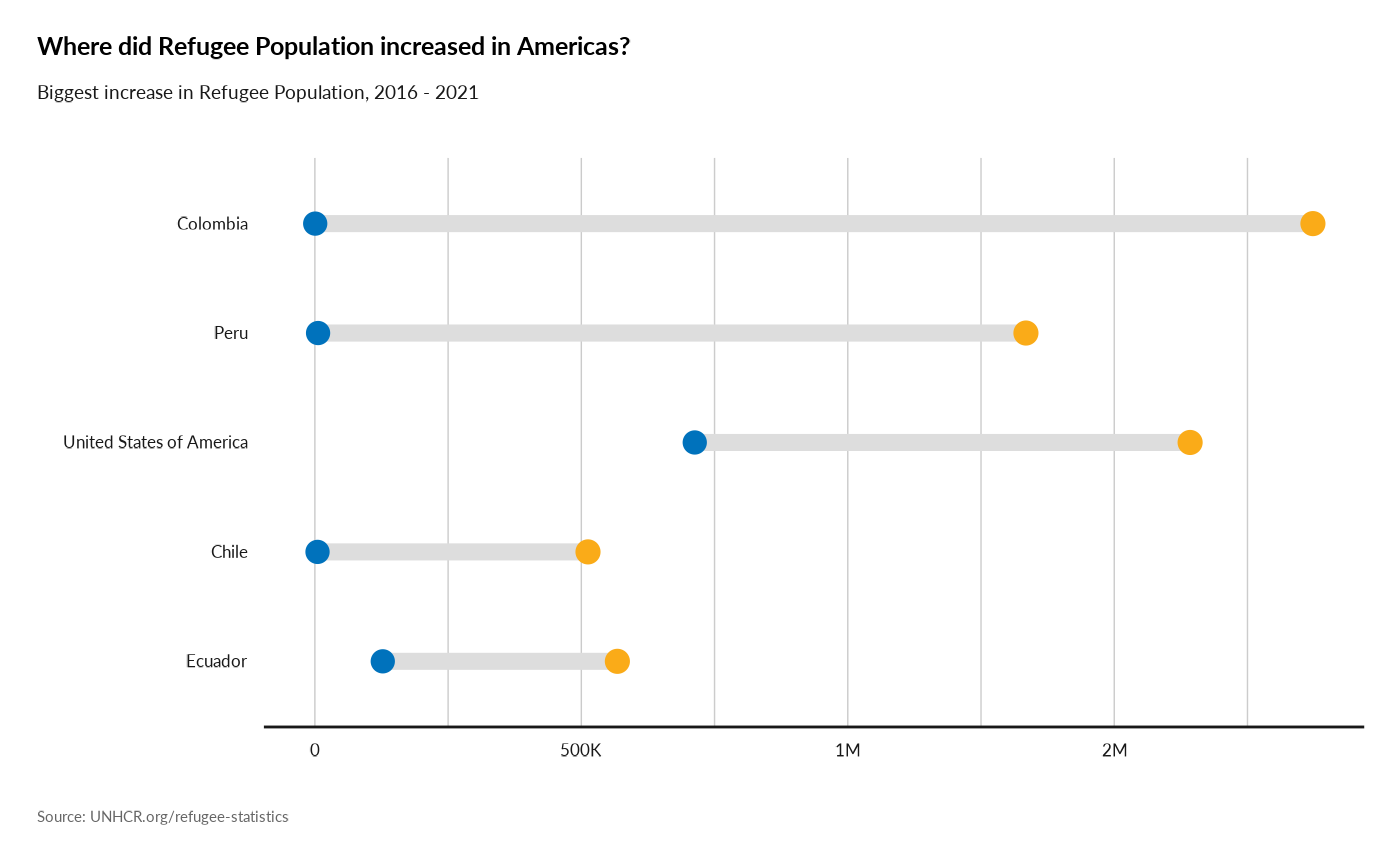 Where did Refugee Population increased in Americas?
Biggest increase in Refugee Population, 2016 - 2021
Colombia
Peru
United States of America
Chile
Ecuador
0 500K 1M 2M
Source: UNHCR.org/refugee-statistics